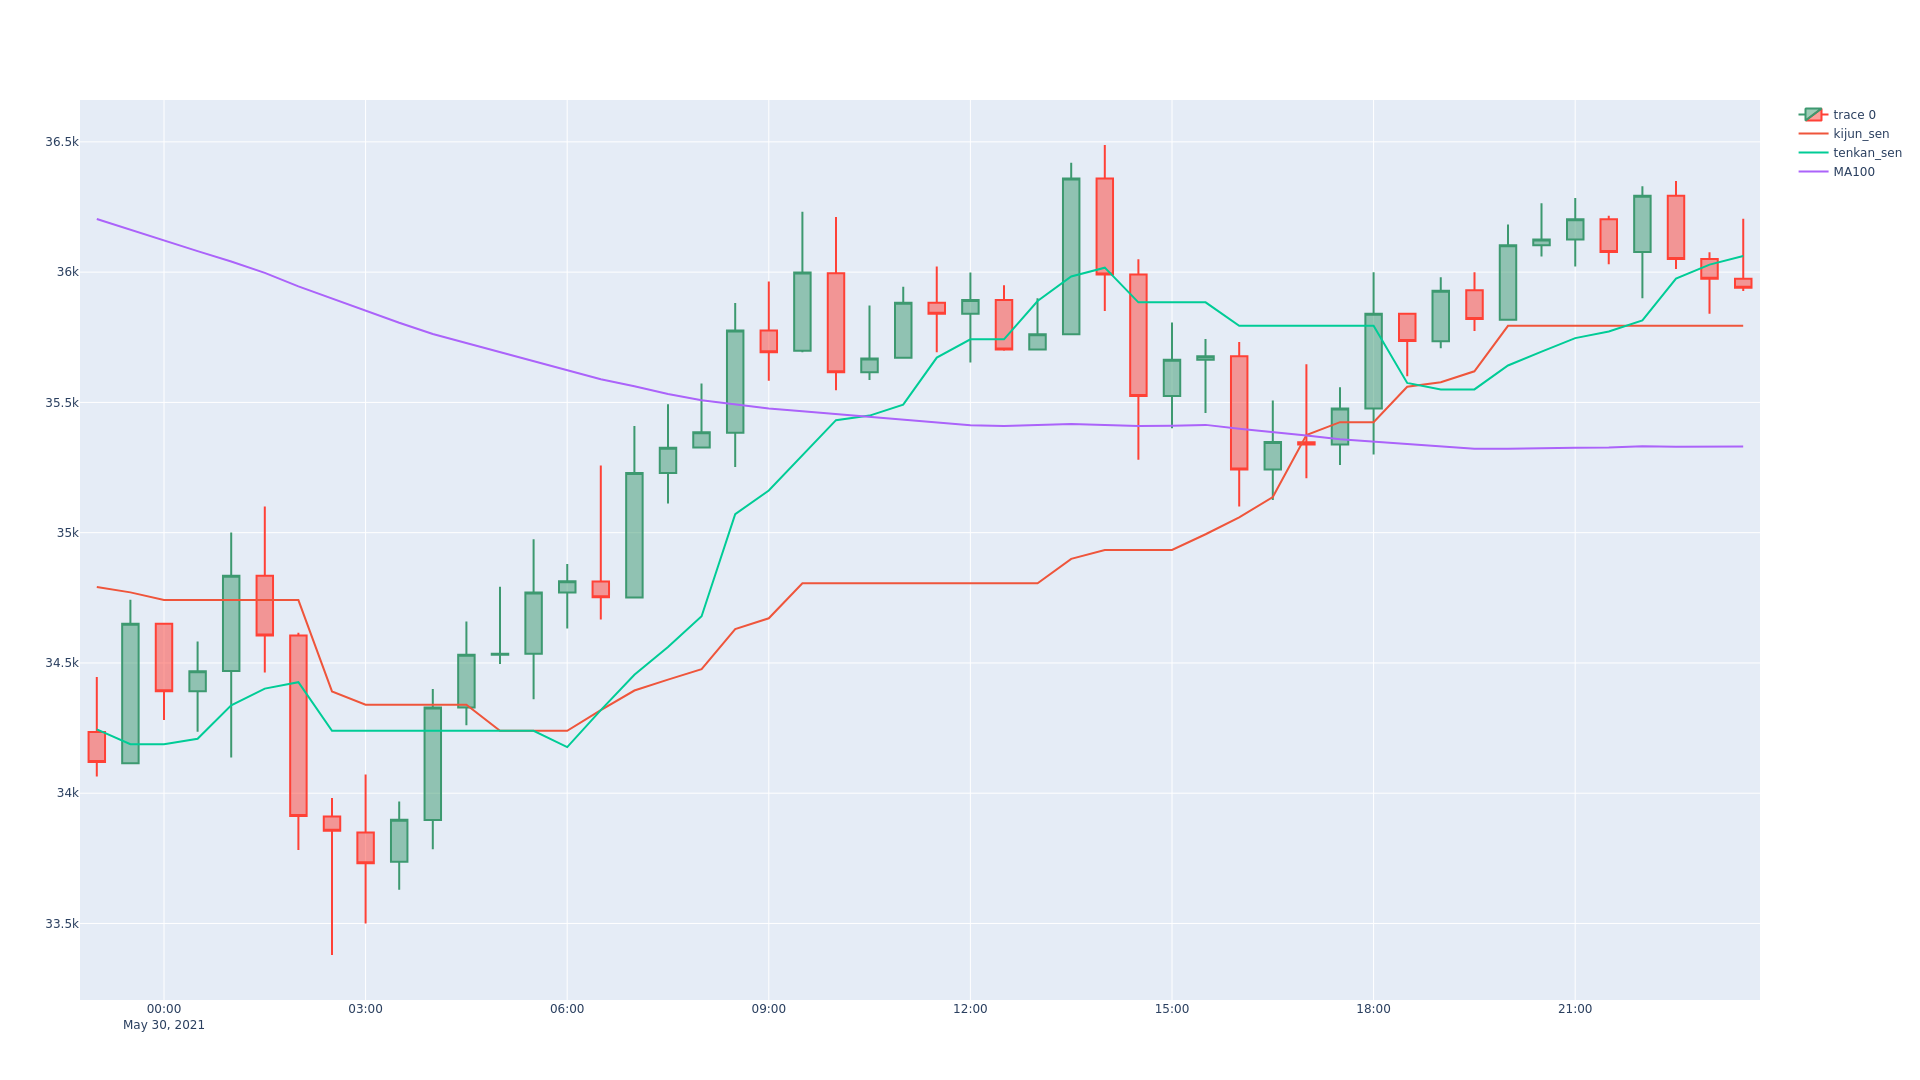 36.5k
36k
35.5k
35k
34.5k
34k
33.5k
00:00
May 30, 2021
03:00
06:00
09:00
12:00
15:00
18:00
21:00
trace 0
kijun_sen
tenkan_sen
MA100